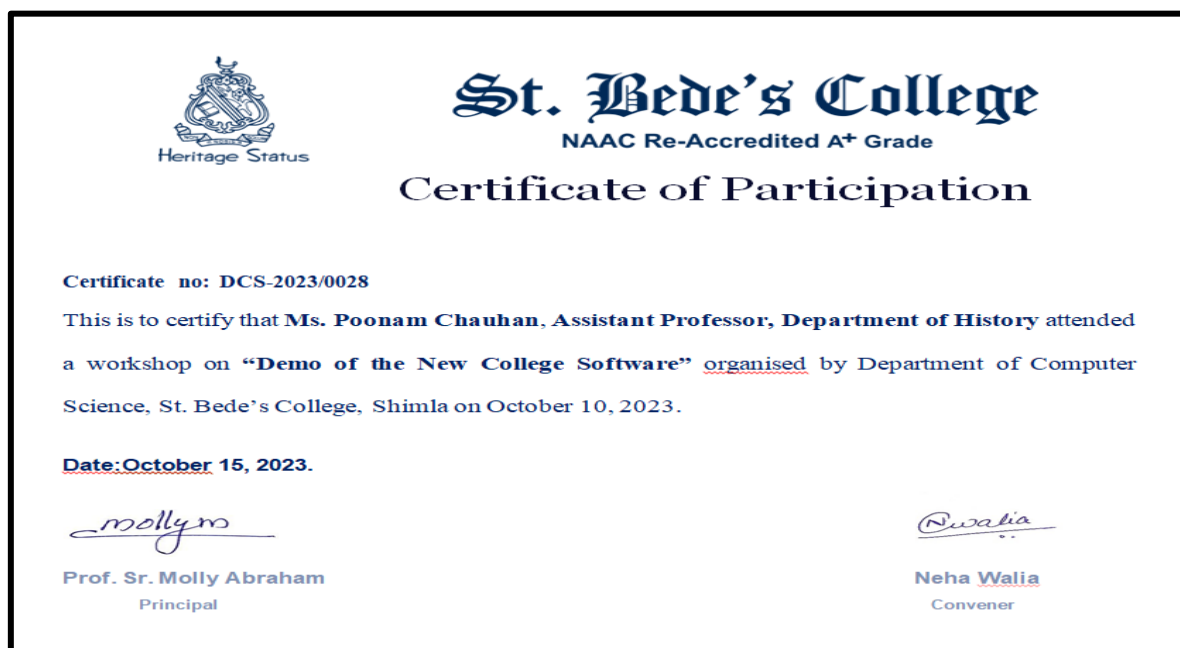 St. Bede's College
NAAC Re-Accredited A+ Grade
Heritage Status
Certificate of Participation
Certificate no: DCS-2023/0028
This is to certify that Ms. Poonam Chauhan, Assistant Professor, Department of History attended
a workshop on “Demo of the New College Software” organised by Department of Computer
Science, St. Bede’s College, Shimla on October 10, 2023.
Date:October 15, 2023.
mollym
Nwalia
Prof. Sr. Molly Abraham
Neha Walia
Principal
Convener